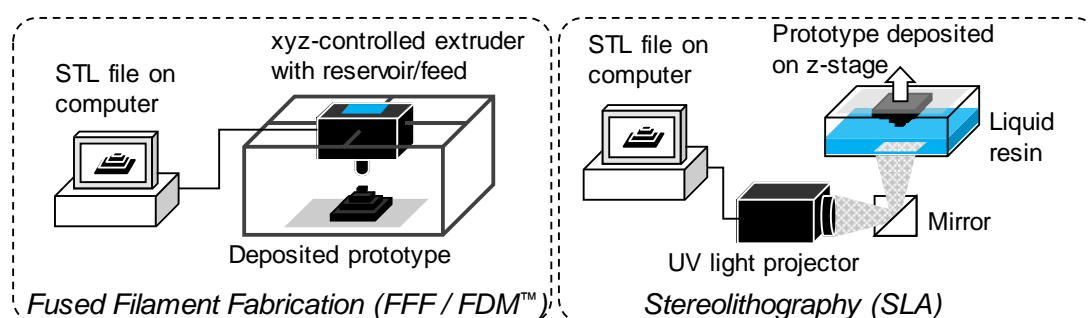 STL file on
computer
xyz-controlled extruder
with reservoir/feed
Deposited prototype
Fused Filament Fabrication (FFF / FDM™)
STL file on
computer
Prototype deposited
on z-stage
Liquid
resin
Mirror
UV light projector
Stereolithography (SLA)